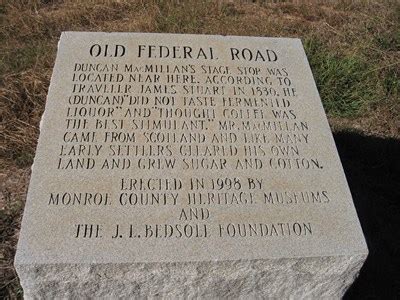 OLD FEDERAL ROAD
DUNCAN MACMILLAN'S STAGE STOP WAS
LOCATED NEAR HERE. ACCORDING TO
TRAVELER JAMES STUART IN 1830, HE
(DUNCAN) "DID NOT TASTE FERMENTED
LIQUOR" AND "THOUGHT COFFEE WAS
THE BEST STIMULANT." MR. MACMILLAN
CAME FROM SCOTLAND AND LIKE MANY
EARLY SETTLERS CLEARED HIS OWN
LAND AND GREW SUGAR AND COTTON.
ERECTED IN 1998 BY
MONROE COUNTY HERITAGE MUSEUMS
AND
THE J. L. BEDSOLE FOUNDATION